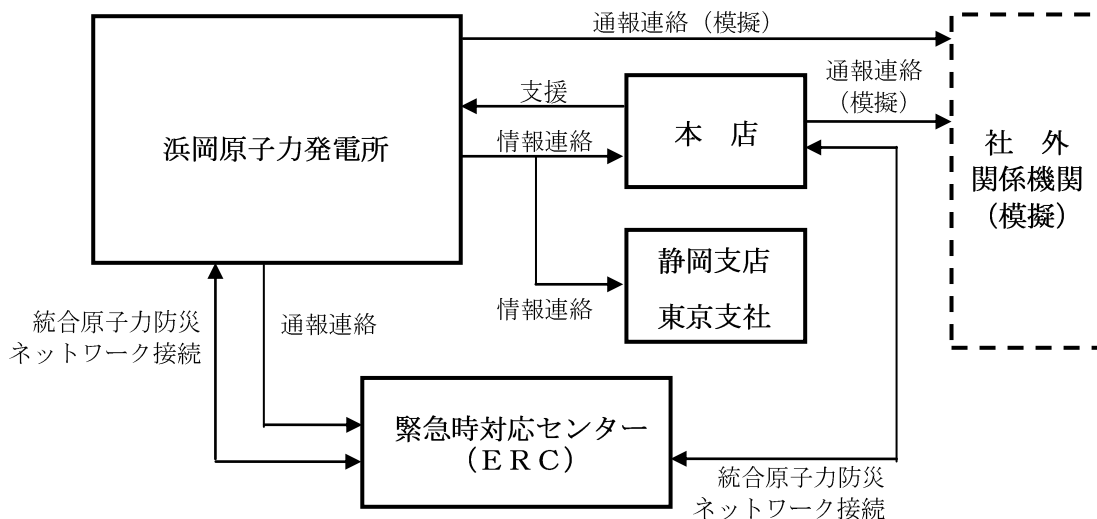 通報連絡（模擬）
通報連絡
（模擬）
支援
本　店
浜岡原子力発電所
情報連絡
社　外
関係機関
（模擬）
静岡支店
東京支社
情報連絡
統合原子力防災
ネットワーク接続
通報連絡
緊急時対応センター
（ＥＲＣ）
統合原子力防災
ネットワーク接続